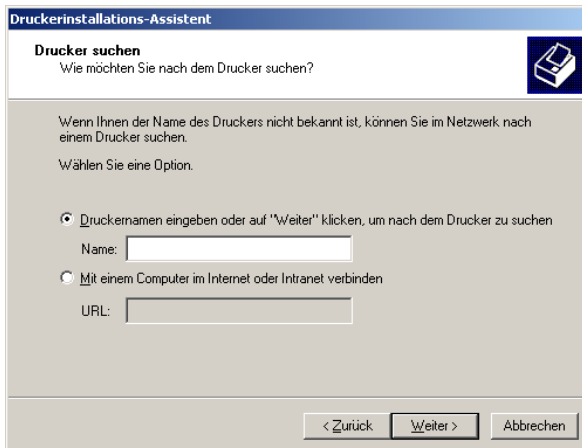 Druckerinstallations-Assistent
Drucker suchen
Wie möchten Sie nach dem Drucker suchen?
Wenn Ihnen der Name des Druckers nicht bekannt ist, können Sie im Netzwerk nach
einem Drucker suchen.
Wählen Sie eine Option.
Druckernamen eingeben oder auf "Weiter" klicken, um nach dem Drucker zu suchen
Name:
Mit einem Computer im Internet oder Intranet verbinden
URL:
< Zurück Weiter > Abbrechen